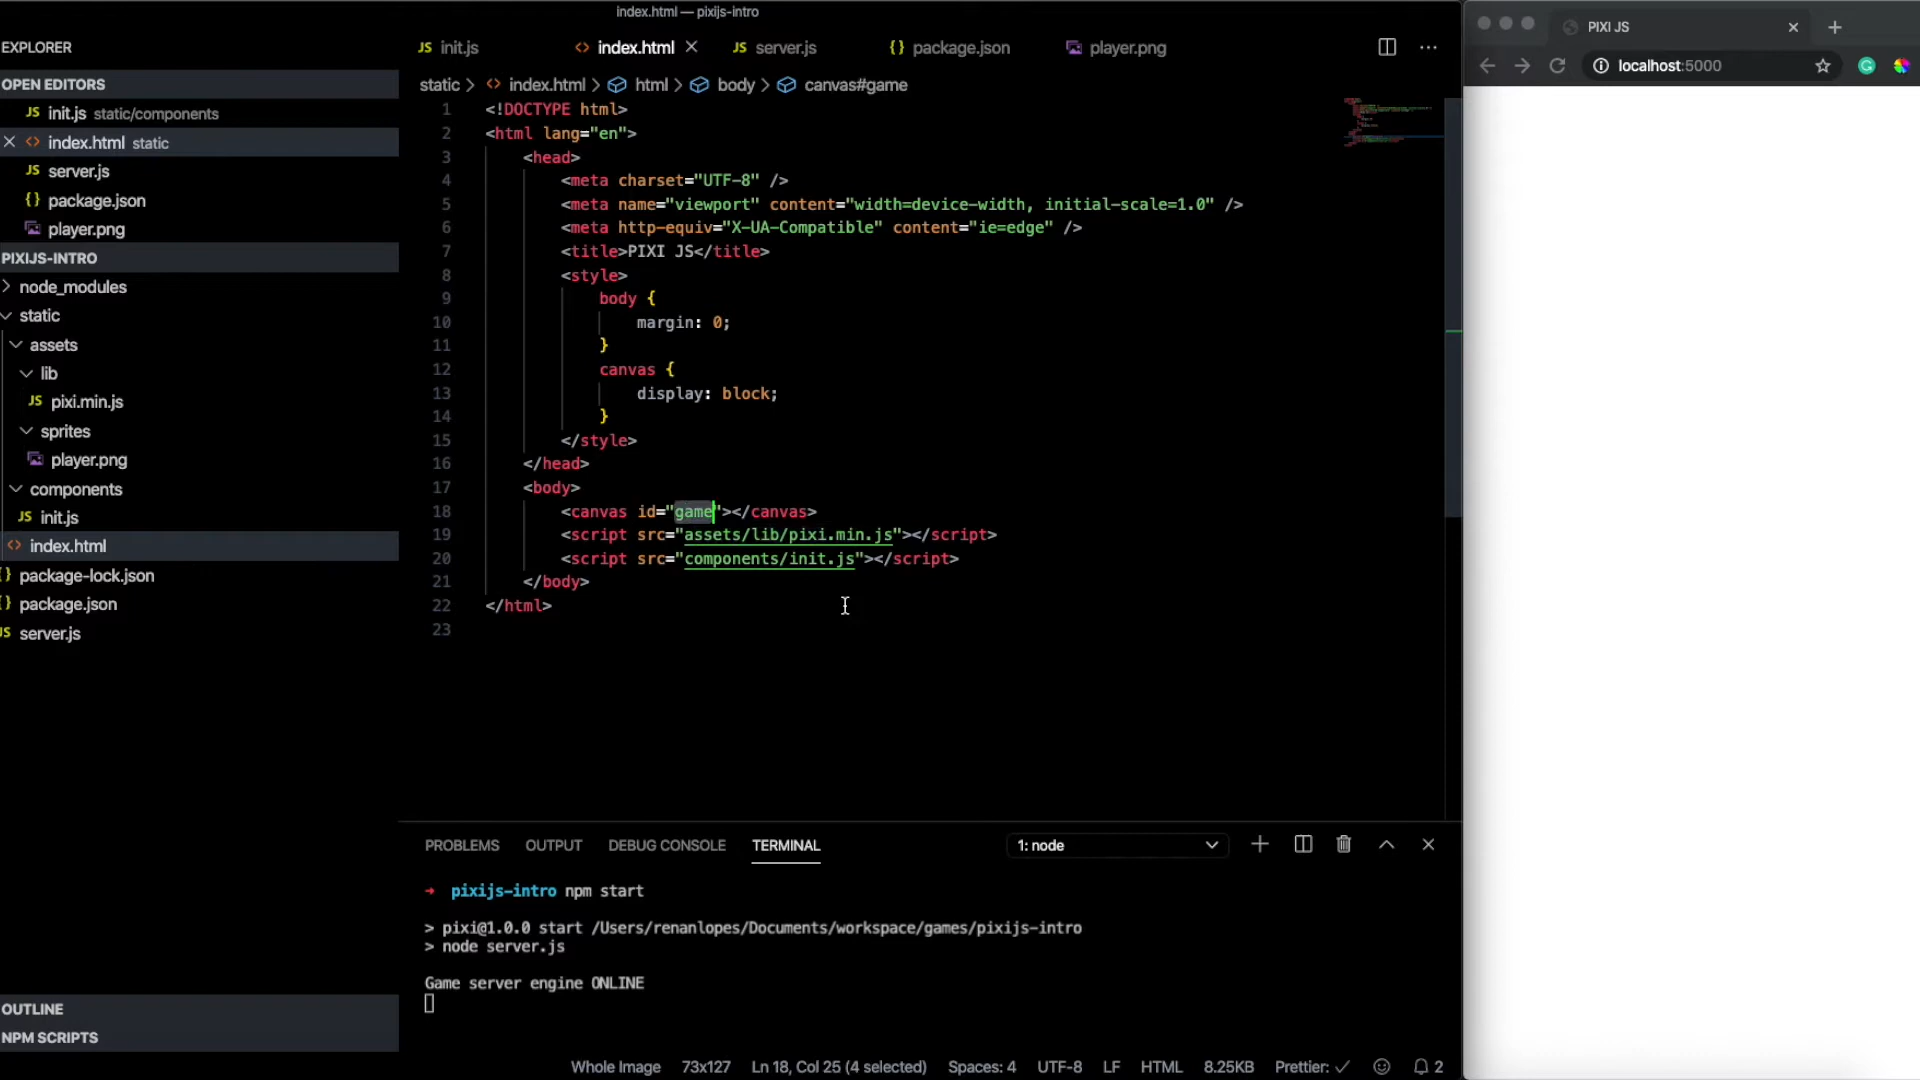 index.html — pixijs-intro
EXPLORER
OPEN EDITORS
JS init.js static/components
<> index.html static
JS server.js
{} package.json
player.png
PIXIJS-INTRO
node_modules
static
assets
lib
JS pixi.min.js
sprites
player.png
components
JS init.js
<> index.html
{} package-lock.json
{} package.json
JS server.js
OUTLINE
NPM SCRIPTS
JS init.js <> index.html JS server.js {} package.json player.png
static > <> index.html > html > body > canvas#game
1 <!DOCTYPE html>
2 <html lang="en">
3 <head>
4 <meta charset="UTF-8" />
5 <meta name="viewport" content="width=device-width, initial-scale=1.0" />
6 <meta http-equiv="X-UA-Compatible" content="ie=edge" />
7 <title>PIXI JS</title>
8 <style>
9 body {
10 margin: 0;
11 }
12 canvas {
13 display: block;
14 }
15 </style>
16 </head>
17 <body>
18 <canvas id="game"></canvas>
19 <script src="assets/lib/pixi.min.js"></script>
20 <script src="components/init.js"></script>
21 </body>
22 </html>
23
PROBLEMS OUTPUT DEBUG CONSOLE TERMINAL 1: node
→ pixijs-intro npm start
> pixi@1.0.0 start /Users/renanlopes/Documents/workspace/games/pixijs-intro
> node server.js
Game server engine ONLINE
Whole Image 73x127 Ln 18, Col 25 (4 selected) Spaces: 4 UTF-8 LF HTML 8.25KB Prettier: ✓ 2
PIXI JS
localhost:5000